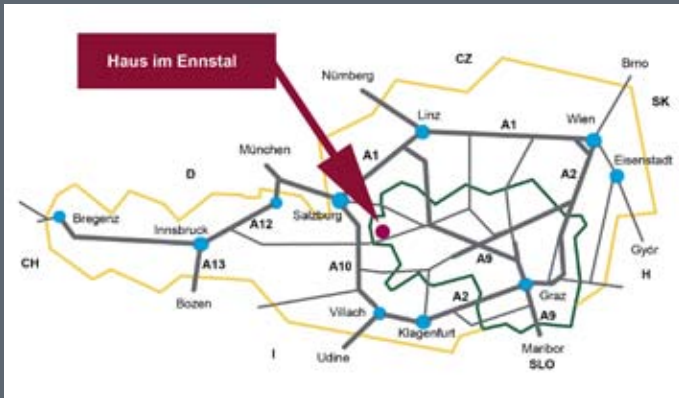 Haus im Ennstal
CZ
Brno
Nürnberg
SK
Linz
Wien
A1
München
A1
Eisenstadt
A2
D
Salzburg
Bregenz
A12
Innsbruck
Györ
CH
A13
A10
A9
H
Bozen
A2
Graz
Villach
Klagenfurt
A9
I
Udine
Maribor
SLO